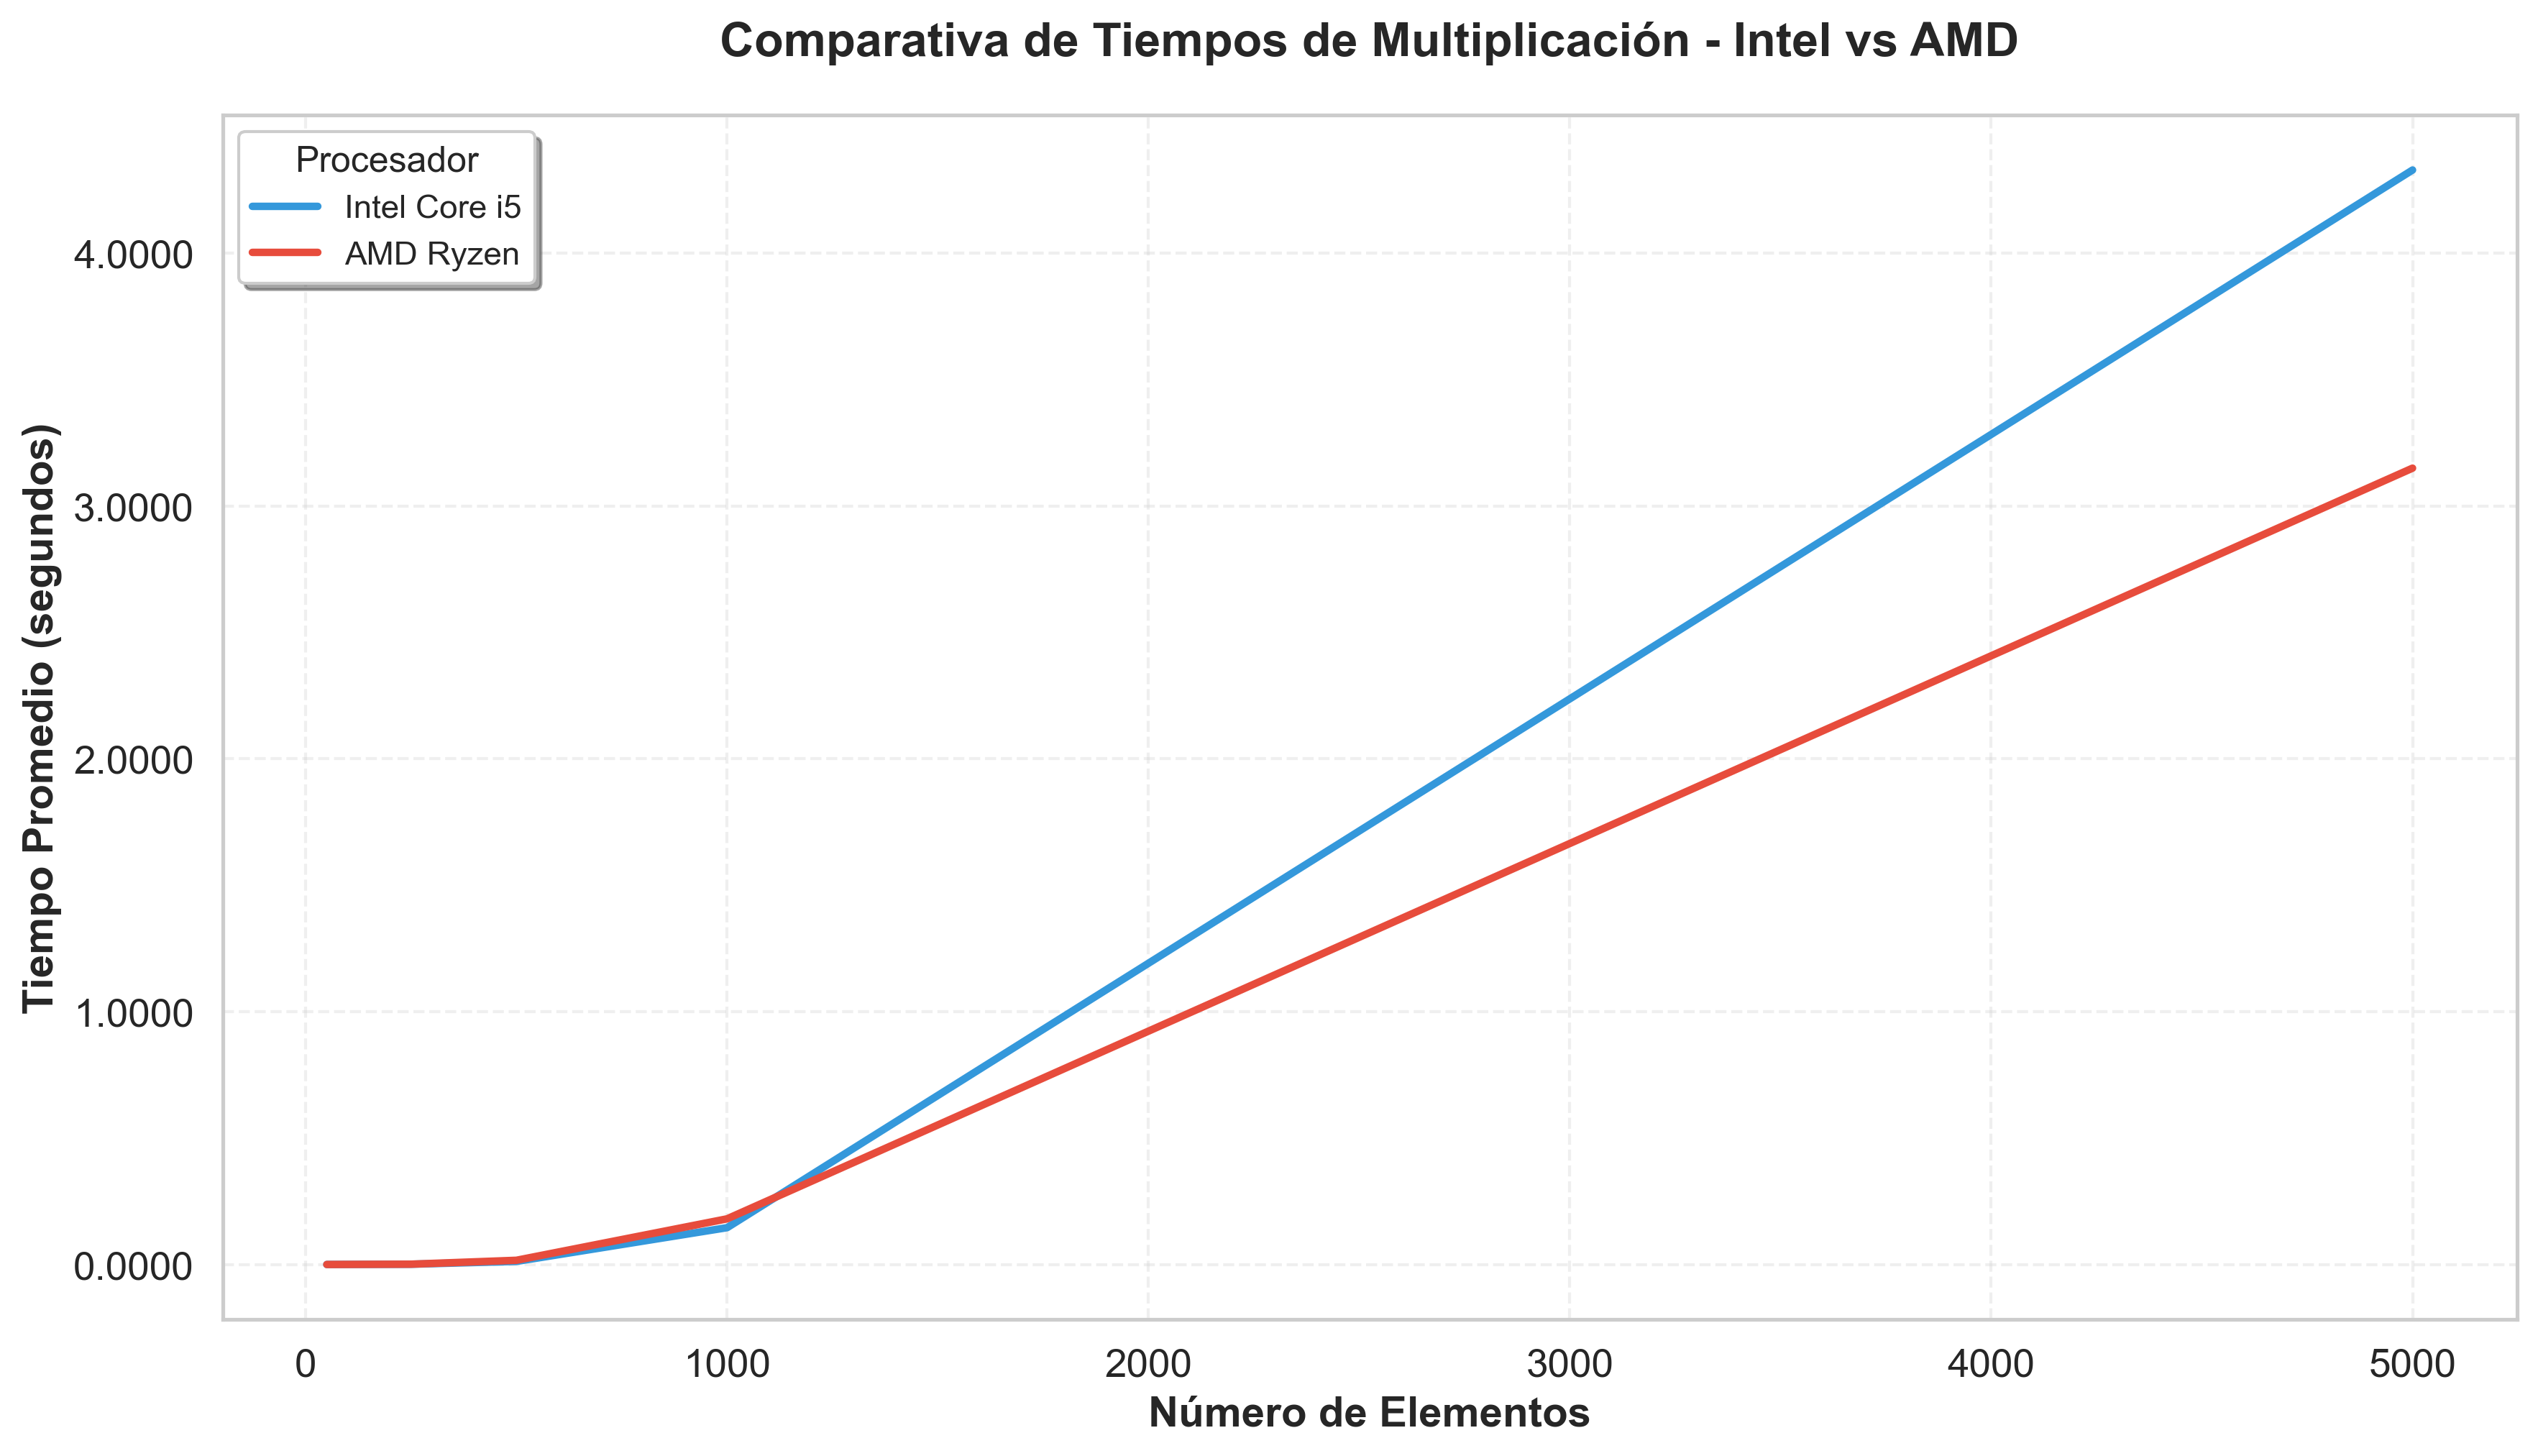 Comparativa de Tiempos de Multiplicación - Intel vs AMD
Procesador
Intel Core i5
AMD Ryzen
Tiempo Promedio (segundos)
4.0000
3.0000
2.0000
1.0000
0.0000
0 1000 2000 3000 4000 5000
Número de Elementos